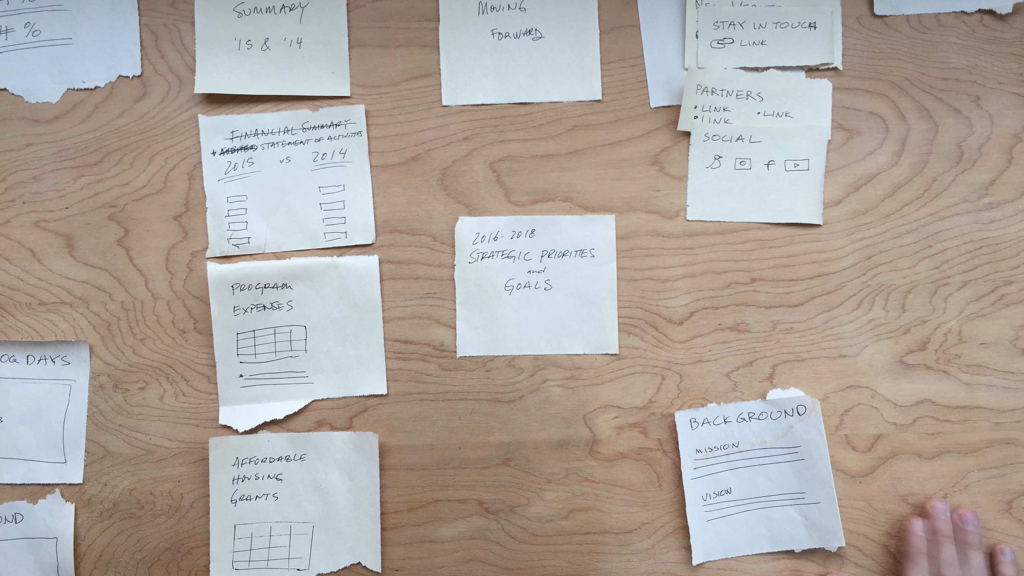 # %
SUMMARY
'15 & '14
MOVING
FORWARD
STAY IN TOUCH
LINK
PARTNERS
• LINK
• LINK
• LINK
SOCIAL
f
FINANCIAL SUMMARY
STATEMENT OF ACTIVITIES
2015 vs 2014
2016-2018
STRATEGIC PRIORITIES
and
GOALS
PROGRAM
EXPENSES
OG DAYS
AFFORDABLE
HOUSING
GRANTS
BACKGROUND
MISSION
VISION
OND